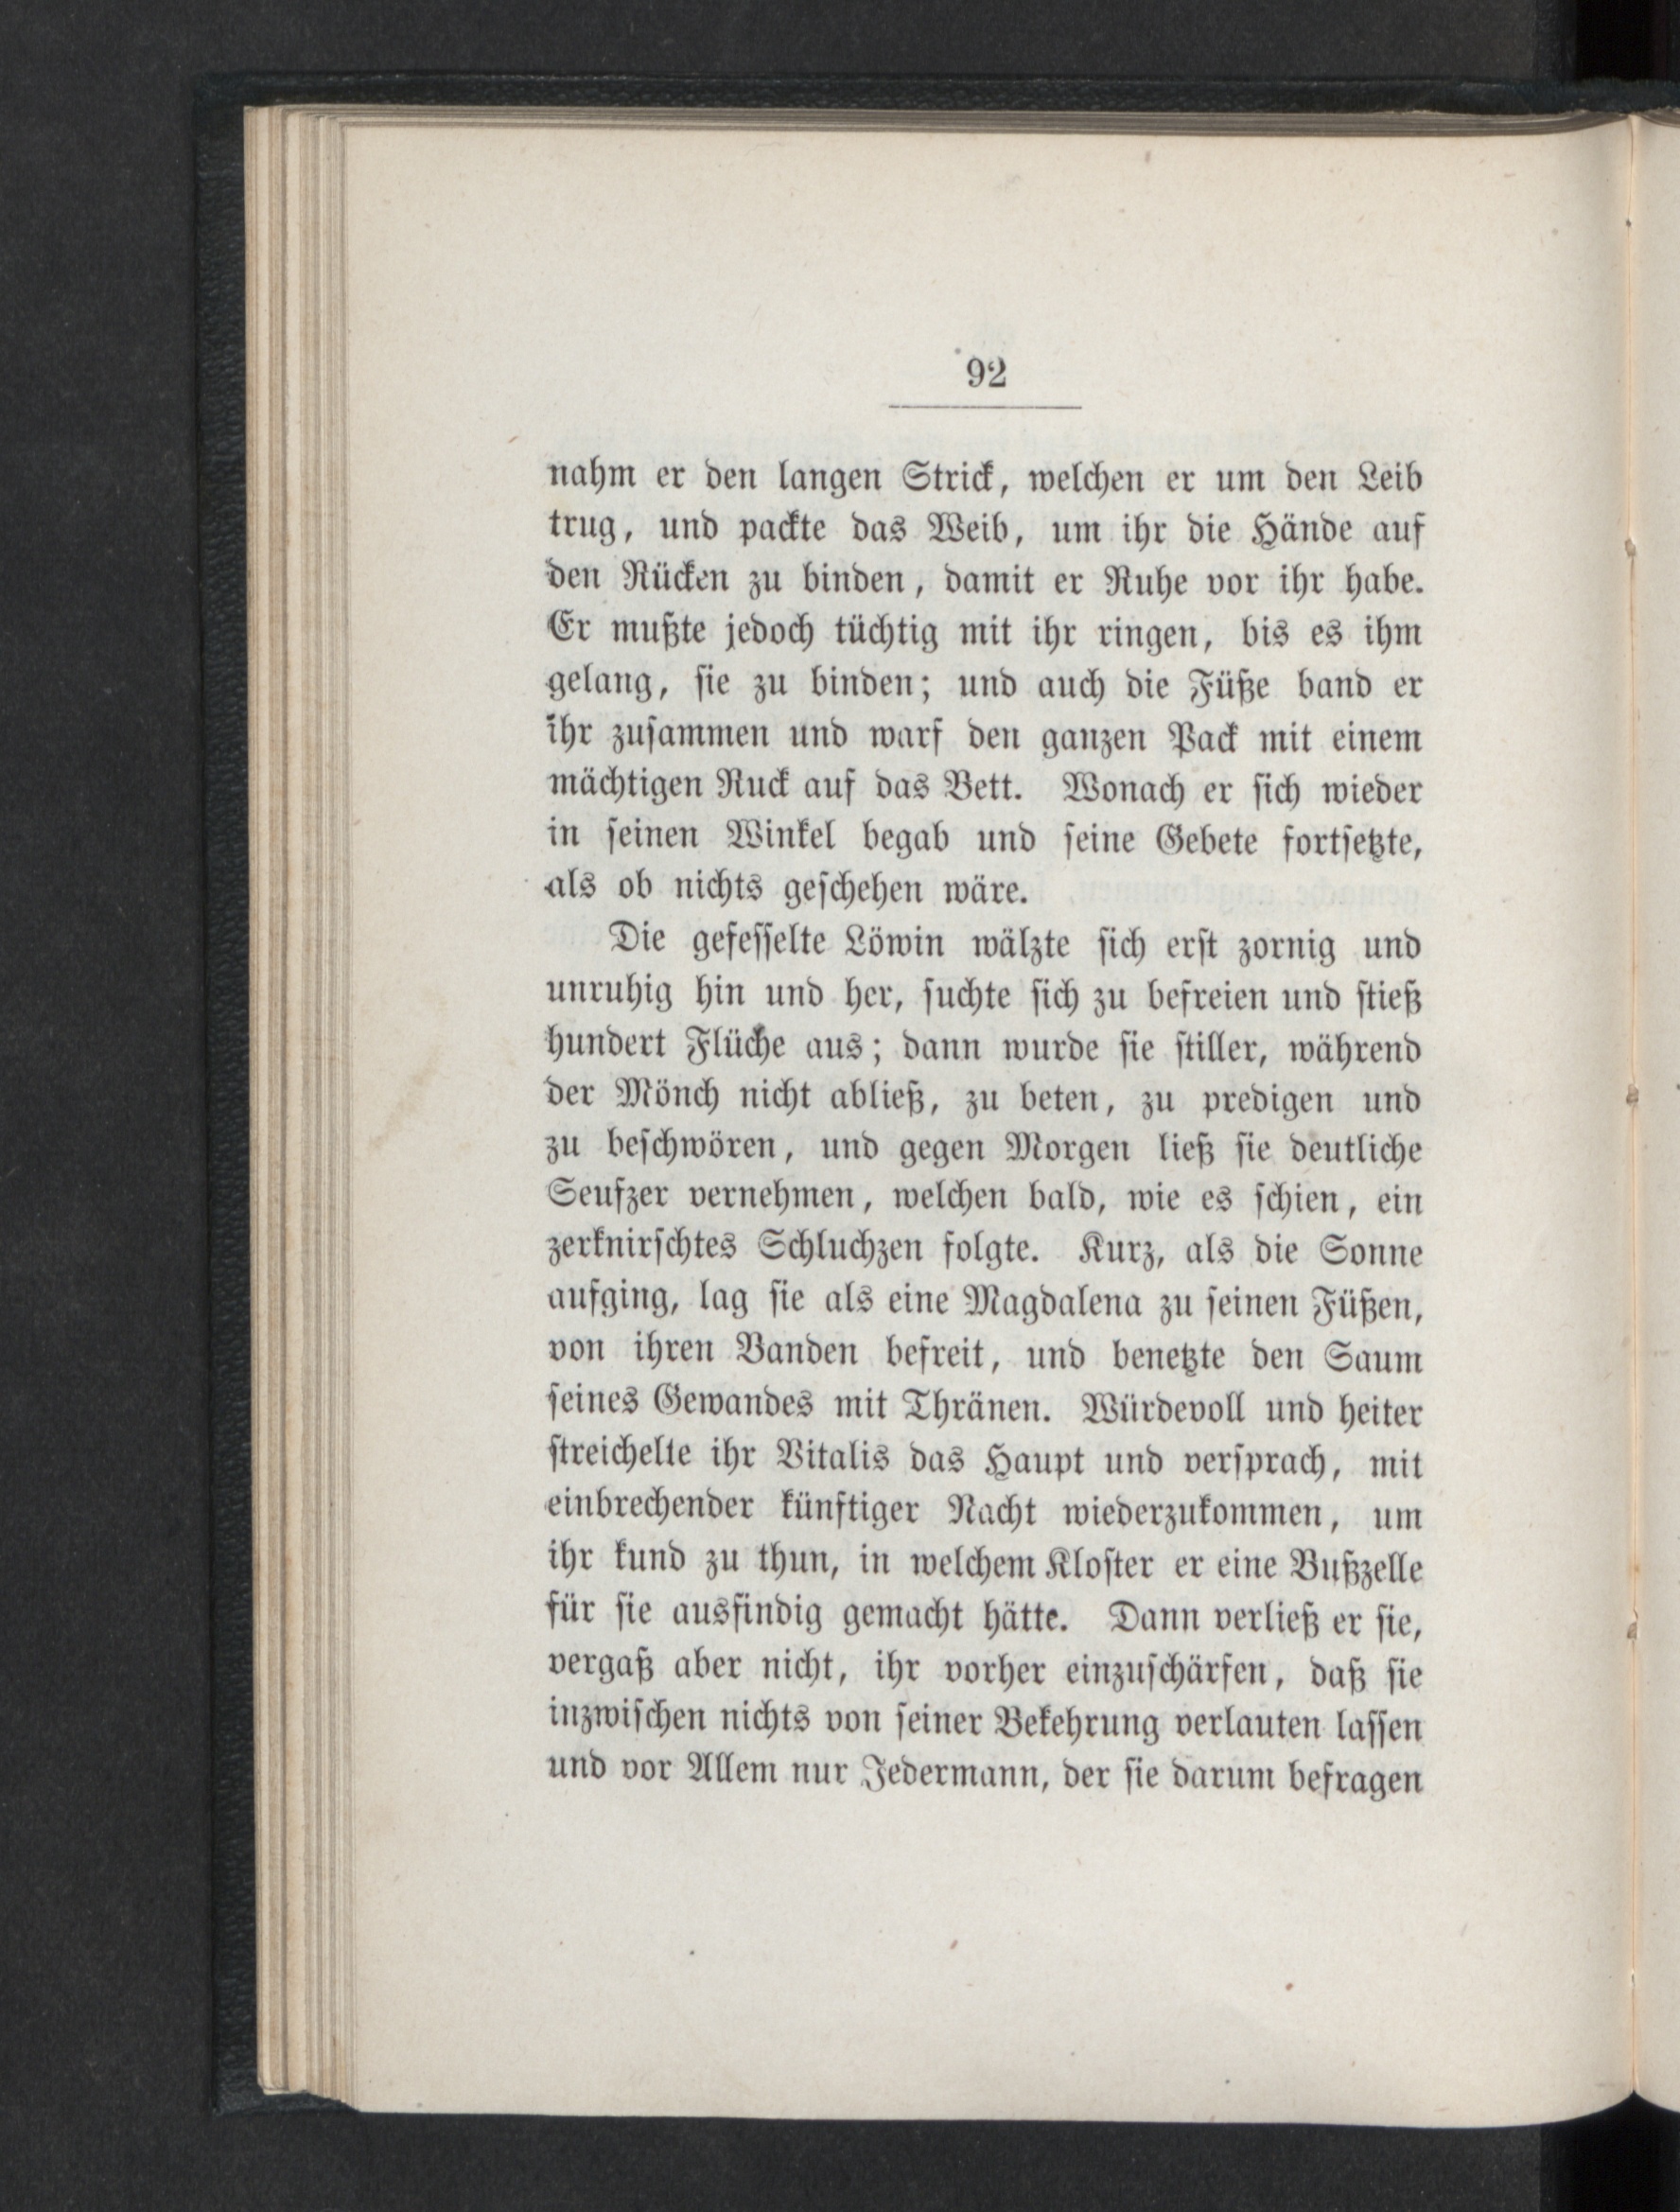 92
nahm er den langen Strick, welchen er um den Leib
trug, und packte das Weib, um ihr die Hände auf
den Rücken zu binden, damit er Ruhe vor ihr habe.
Er mußte jedoch tüchtig mit ihr ringen, bis es ihm
gelang, ſie zu binden; und auch die Füße band er
ihr zuſammen und warf den ganzen Pack mit einem
mächtigen Ruck auf das Bett. Wonach er ſich wieder
in ſeinen Winkel begab und ſeine Gebete fortſetzte,
als ob nichts geſchehen wäre.
Die gefeſſelte Löwin wälzte ſich erſt zornig und
unruhig hin und her, ſuchte ſich zu befreien und ſtieß
hundert Flüche aus; dann wurde ſie ſtiller, während
der Mönch nicht abließ, zu beten, zu predigen und
zu beſchwören, und gegen Morgen ließ ſie deutliche
Seufzer vernehmen, welchen bald, wie es ſchien, ein
zerknirſchtes Schluchzen folgte. Kurz, als die Sonne
aufging, lag ſie als eine Magdalena zu ſeinen Füßen,
von ihren Banden befreit, und benetzte den Saum
ſeines Gewandes mit Thränen. Würdevoll und heiter
ſtreichelte ihr Vitalis das Haupt und verſprach, mit
einbrechender künftiger Nacht wiederzukommen, um
ihr kund zu thun, in welchem Kloſter er eine Bußzelle
für ſie ausfindig gemacht hätte. Dann verließ er ſie,
vergaß aber nicht, ihr vorher einzuſchärfen, daß ſie
inzwiſchen nichts von ſeiner Bekehrung verlauten laſſen
und vor Allem nur Jedermann, der ſie darum befragen